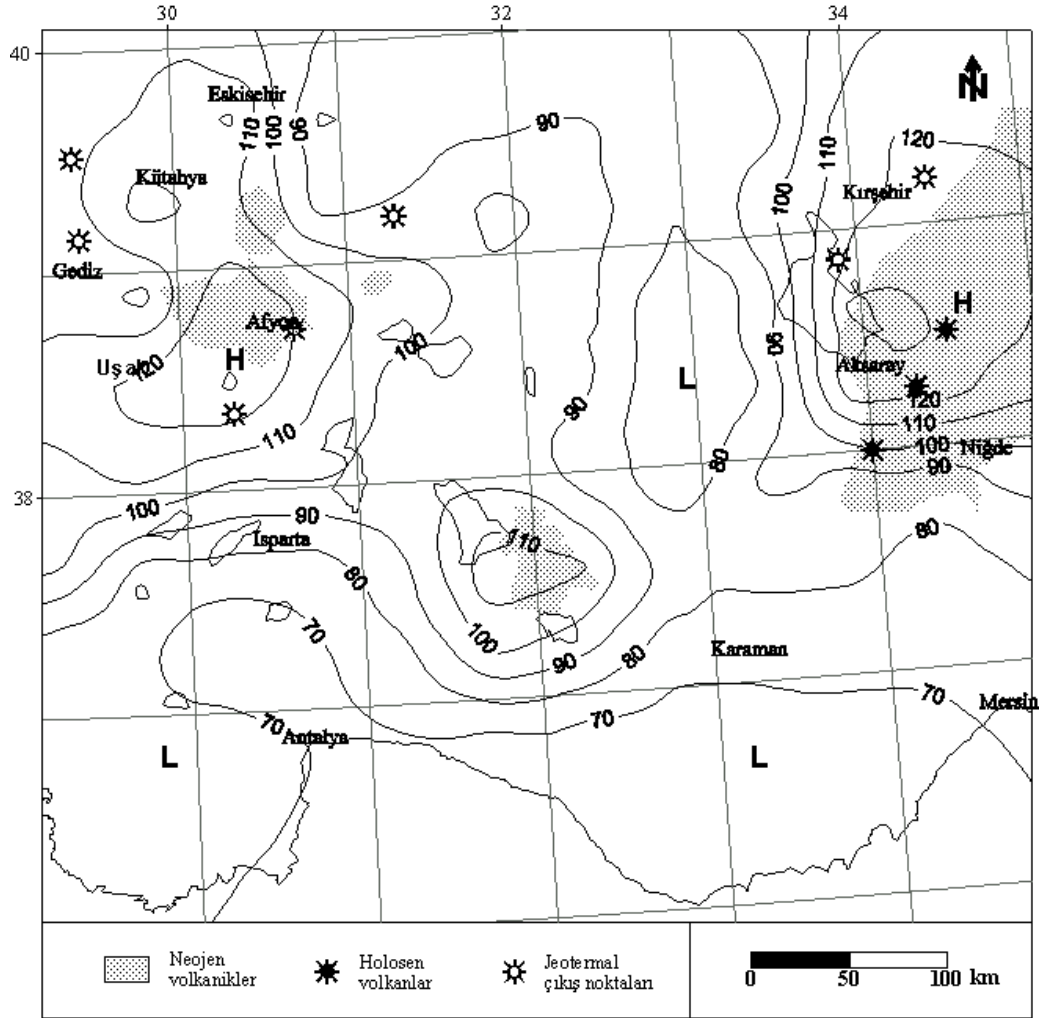 30 32 34
40
N
Eskisehir
90
110 100 90
110
120
Kütahya
100
Kırşehir
Gediz
H
H
Afyon
100
90
Uşak
120
H
L
Aksaray
90
120
110
110
80
100
Niğde
90
38
100
90
110
Isparta
80
80
70
100
90
80
Karaman
70
70
70
Mersin
Antalya
L
L
Neojen
volkanikler
Holosen
volkanlar
Jeotermal
çıkış noktaları
0 50 100 km